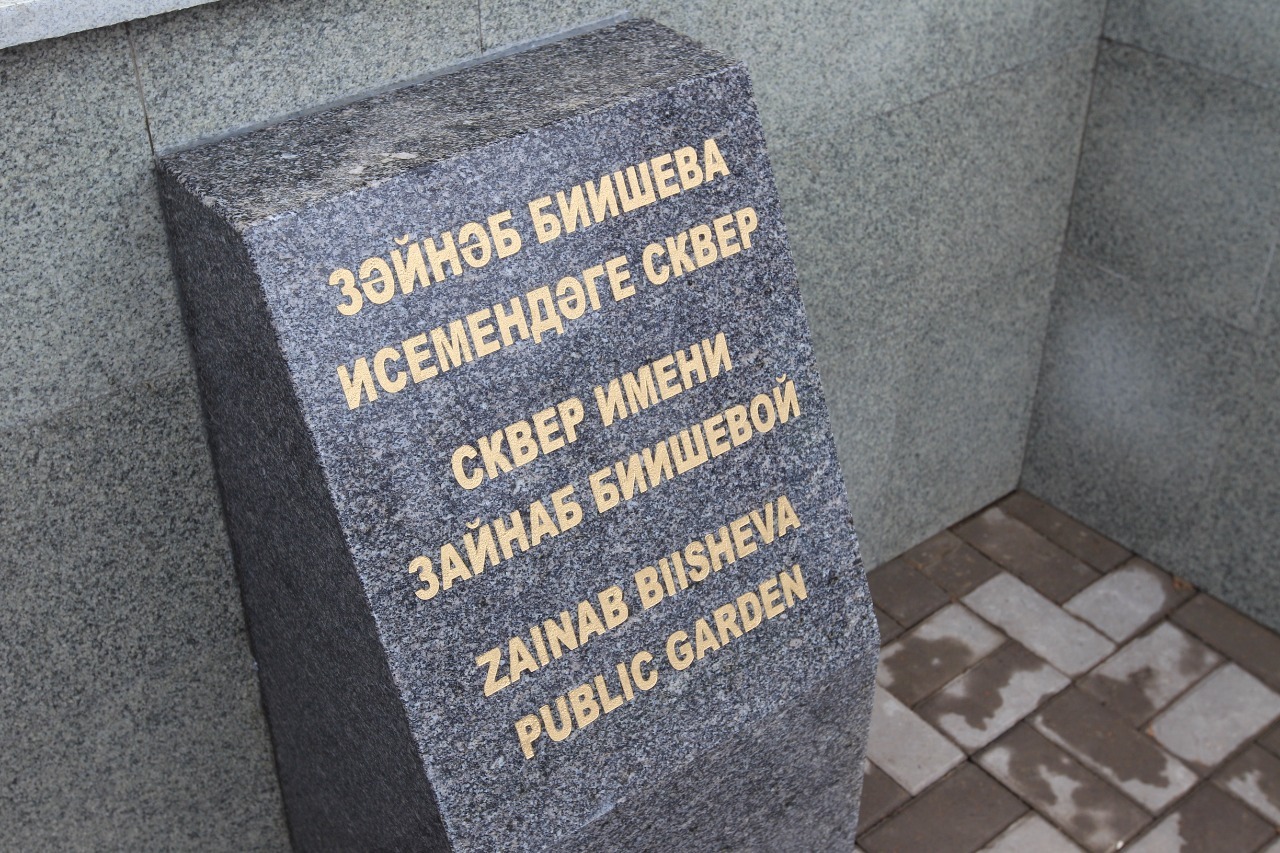 ЗӘЙНӘБ БИИШЕВА
ИСЕМЕНДӘГЕ СКВЕР
СКВЕР ИМЕНИ
ЗАЙНАБ БИИШЕВОЙ
ZAINAB BIISHEVA
PUBLIC GARDEN